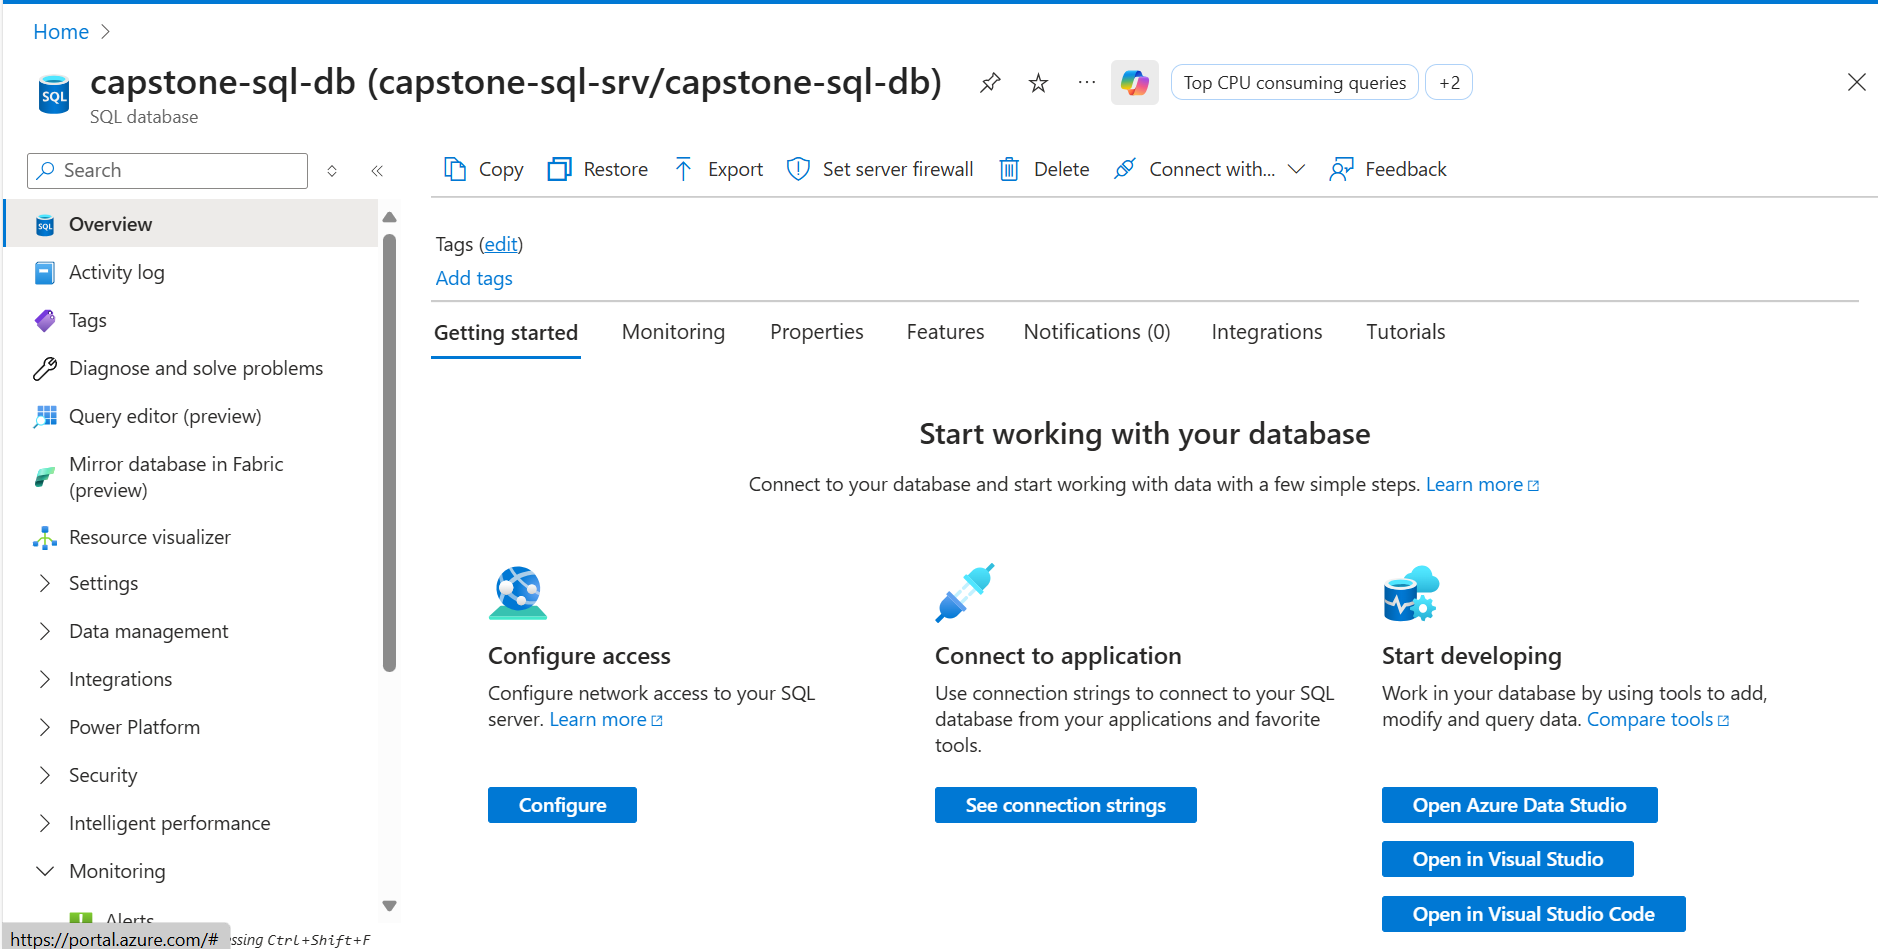 Home
capstone-sql-db (capstone-sql-srv/capstone-sql-db)
Top CPU consuming queries
+2
SQL
SQL database
Search
Copy
Restore
Export
Set server firewall
Delete
Connect with...
Feedback
SQL
Overview
Activity log
Tags
Diagnose and solve problems
Query editor (preview)
Mirror database in Fabric
(preview)
Resource visualizer
Settings
Data management
Integrations
Power Platform
Security
Intelligent performance
Monitoring
Alerts
https://portal.azure.com/#
essing Ctrl+Shift+F
Tags (edit)
Add tags
Getting started
Monitoring
Properties
Features
Notifications (0)
Integrations
Tutorials
Start working with your database
Connect to your database and start working with data with a few simple steps. Learn more
Configure access
Configure network access to your SQL
server. Learn more
Configure
Connect to application
Use connection strings to connect to your SQL
database from your applications and favorite
tools.
See connection strings
Start developing
Work in your database by using tools to add,
modify and query data. Compare tools
Open Azure Data Studio
Open in Visual Studio
Open in Visual Studio Code